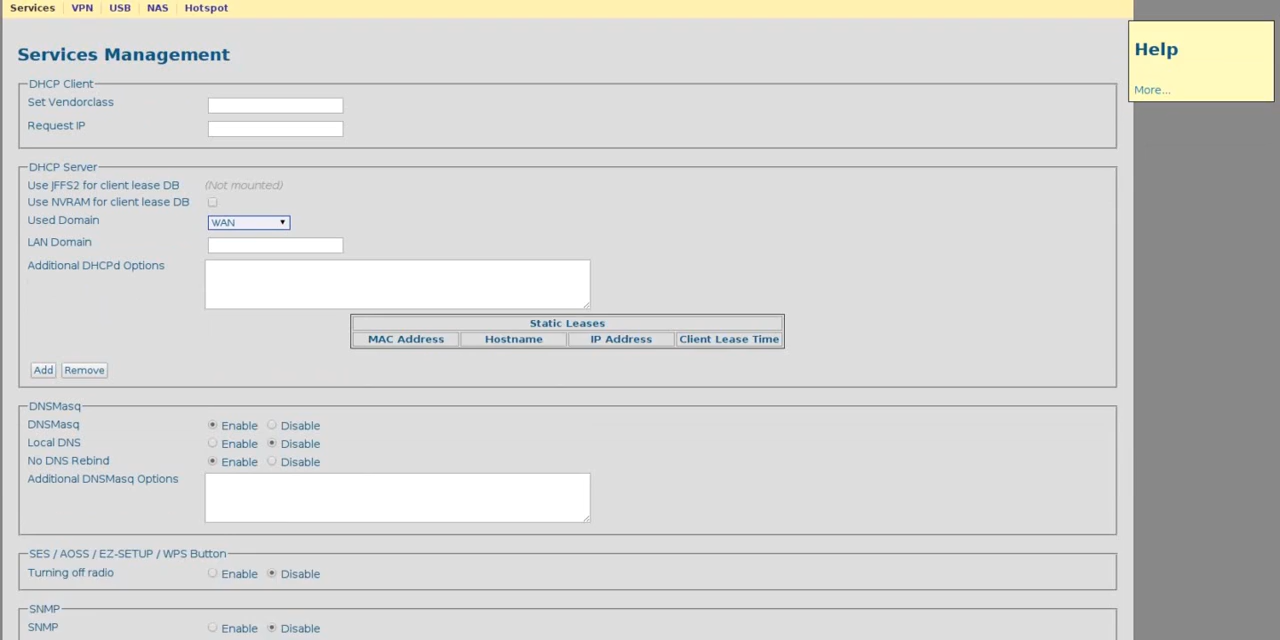 Services VPN USB NAS Hotspot
Services Management
Help
More...
DHCP Client
Set Vendorclass
Request IP
DHCP Server
Use JFFS2 for client lease DB (Not mounted)
Use NVRAM for client lease DB
Used Domain WAN
LAN Domain
Additional DHCPd Options
Static Leases
MAC Address Hostname IP Address Client Lease Time
Add Remove
DNSMasq
DNSMasq Enable Disable
Local DNS Enable Disable
No DNS Rebind Enable Disable
Additional DNSMasq Options
SES / AOSS / EZ-SETUP / WPS Button
Turning off radio Enable Disable
SNMP
SNMP Enable Disable